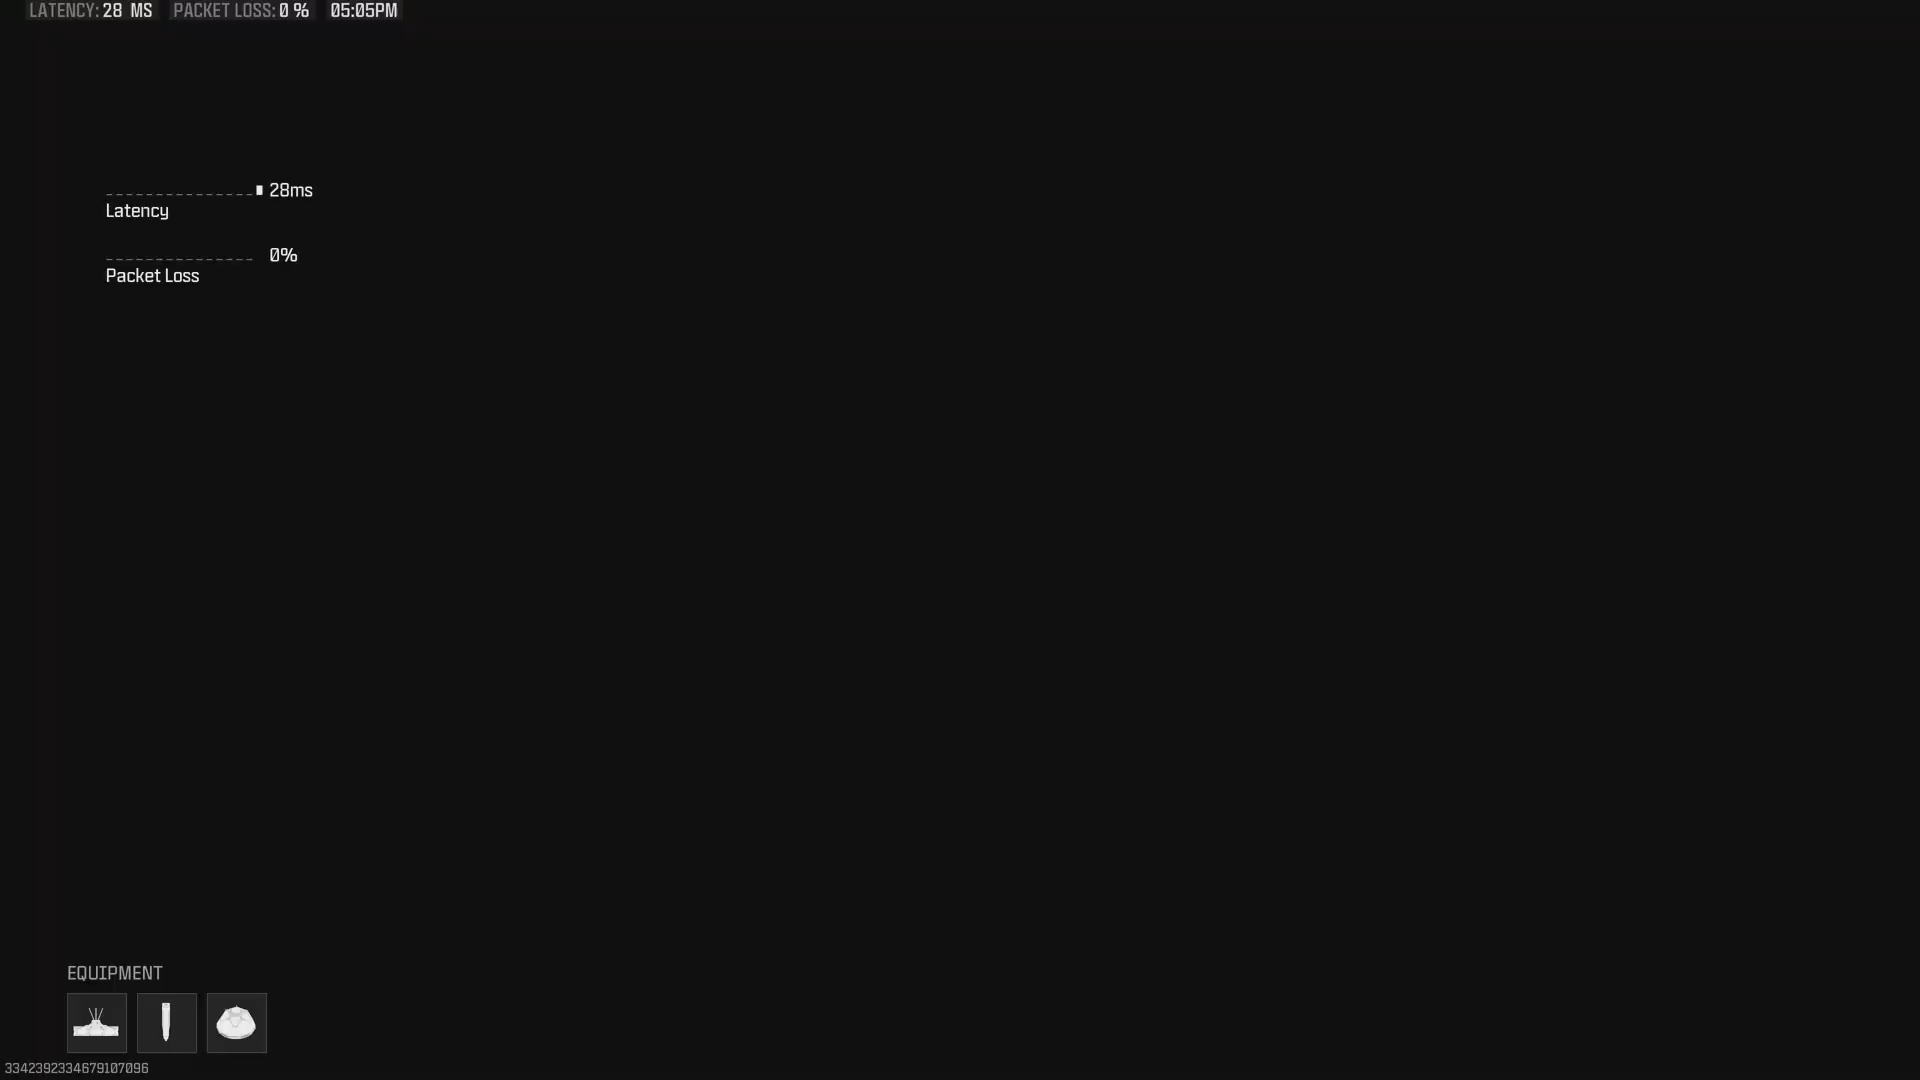 LATENCY: 28 MS PACKET LOSS: 0 % 05:05PM
28ms
Latency
0%
Packet Loss
EQUIPMENT
3342392334679107096